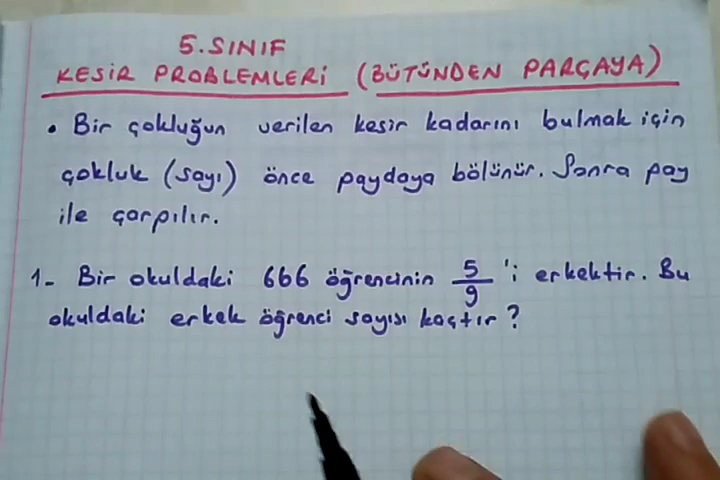 5. SINIF
KESİR PROBLEMLERİ (BÜTÜNDEN PARÇAYA)
• Bir çokluğun verilen kesir kadarını bulmak için
çokluk (sayı) önce paydaya bölünür. Sonra pay
ile çarpılır.
1- Bir okuldaki 666 öğrencinin 5/9 'i erkektir. Bu
okuldaki erkek öğrenci sayısı kaçtır?